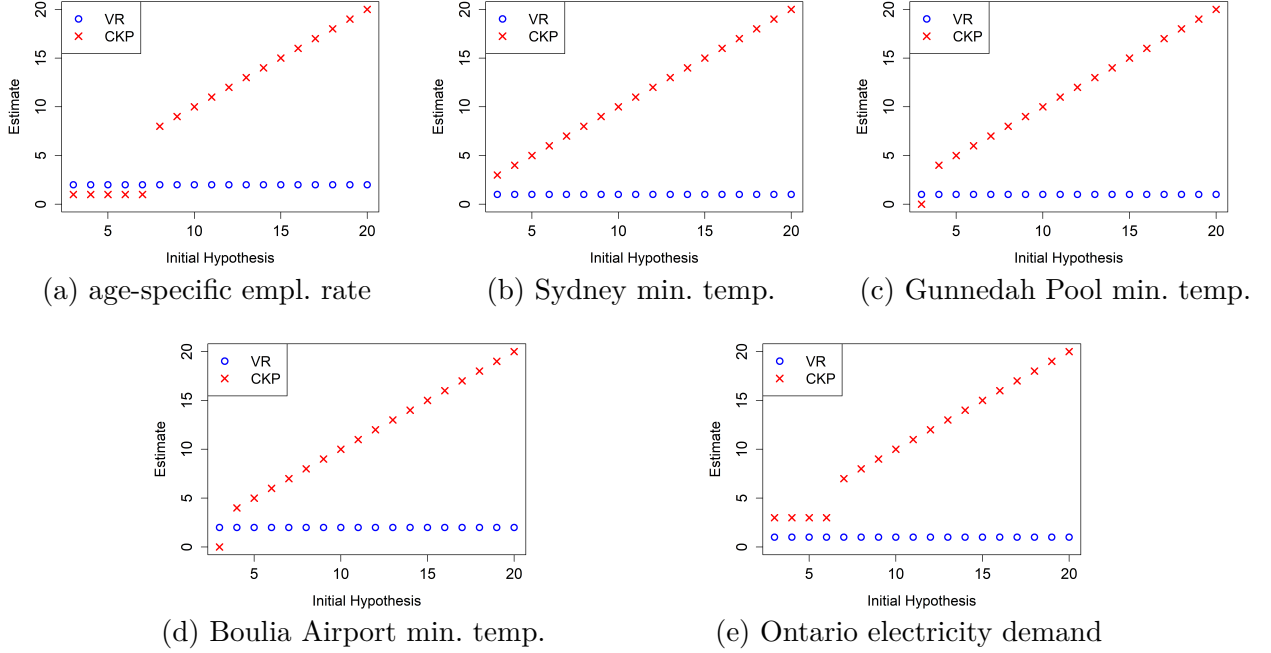 VR
CKP
Estimate
0 5 10 15 20
5 10 15 20
Initial Hypothesis
(a) age-specific empl. rate
VR
CKP
Estimate
0 5 10 15 20
5 10 15 20
Initial Hypothesis
(b) Sydney min. temp.
VR
CKP
Estimate
0 5 10 15 20
5 10 15 20
Initial Hypothesis
(c) Gunnedah Pool min. temp.
VR
CKP
Estimate
0 5 10 15 20
5 10 15 20
Initial Hypothesis
(d) Boulia Airport min. temp.
VR
CKP
Estimate
0 5 10 15 20
5 10 15 20
Initial Hypothesis
(e) Ontario electricity demand